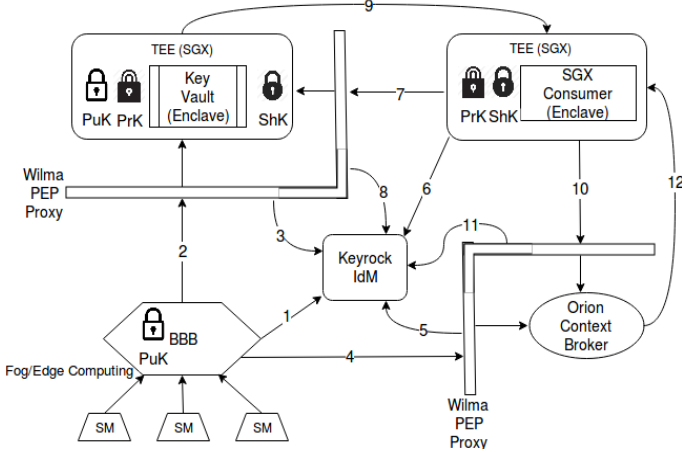 9
TEE (SGX)
Key
Vault
(Enclave)
PuK
PrK
ShK
TEE (SGX)
SGX
Consumer
(Enclave)
PrK
ShK
7
Wilma
PEP
Proxy
8
6
10
12
3
11
2
Keyrock
IdM
1
5
Orion
Context
Broker
BBB
PuK
4
Fog/Edge Computing
SM
SM
SM
Wilma
PEP
Proxy